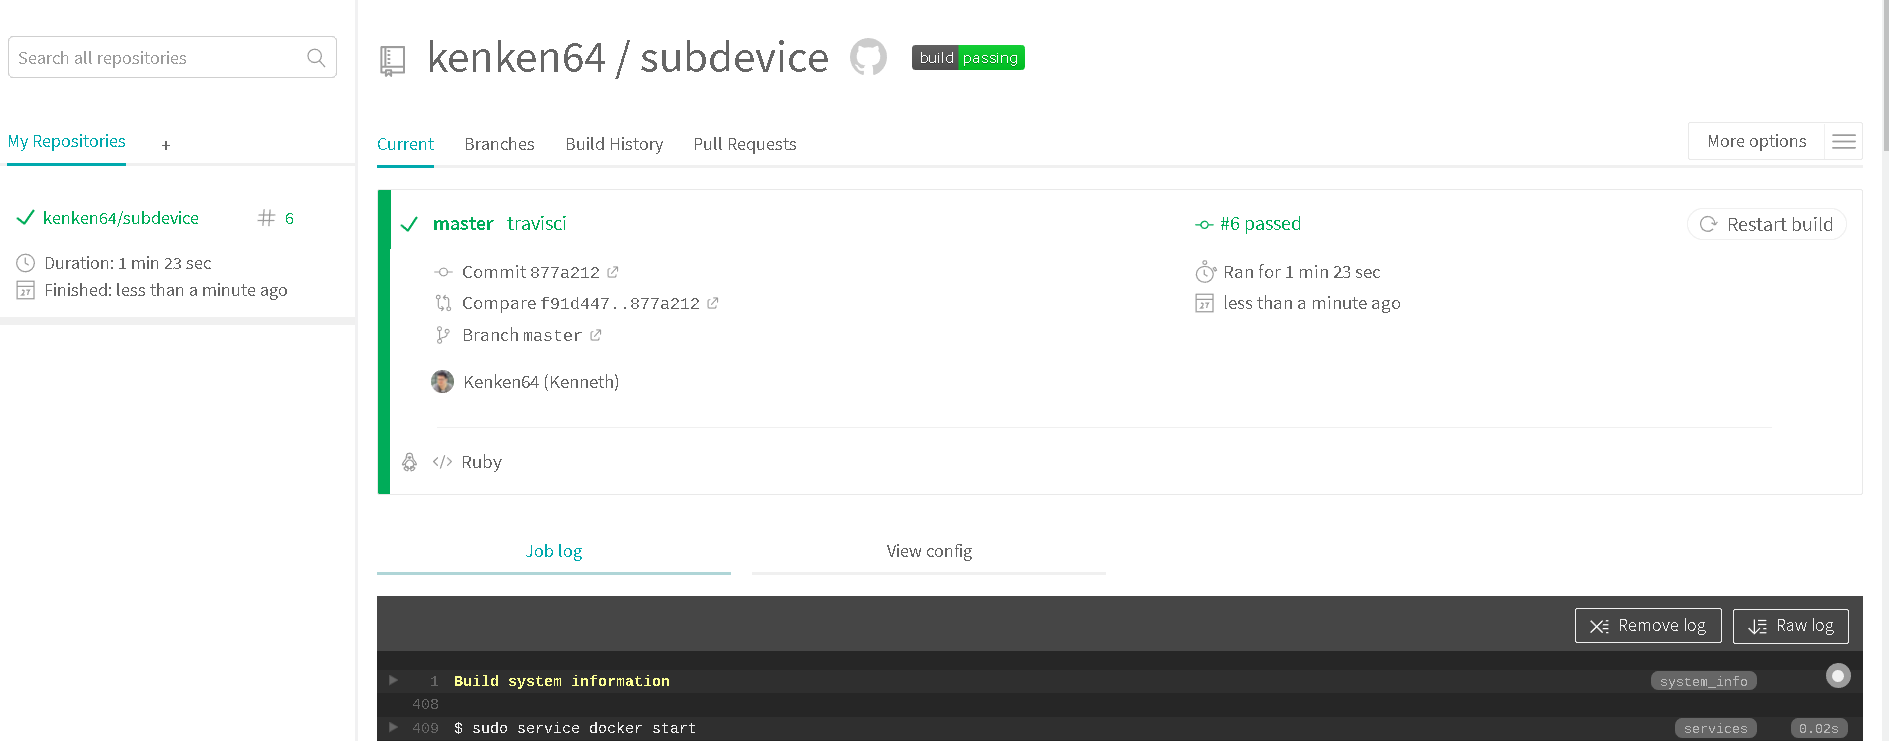 Search all repositories
My Repositories +
kenken64/subdevice # 6
Duration: 1 min 23 sec
27 Finished: less than a minute ago
kenken64 / subdevice build passing
Current Branches Build History Pull Requests More options
master travisci #6 passed Restart build
Commit 877a212 Ran for 1 min 23 sec
Compare f91d447..877a212 27 less than a minute ago
Branch master
Kenken64 (Kenneth)
</> Ruby
Job log View config
Remove log Raw log
1 Build system information system_info
408
409 $ sudo service docker start services 0.02s